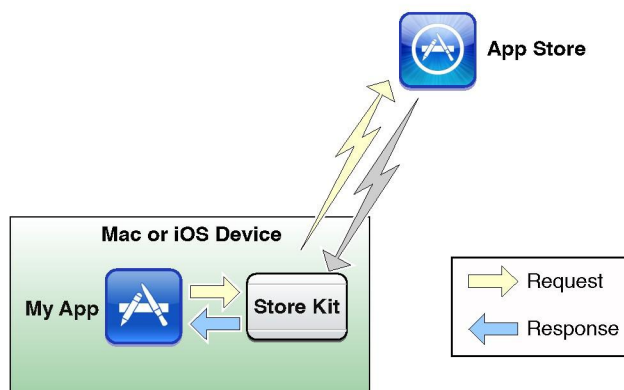 App Store
Mac or iOS Device
My App
Store Kit
Request
Response